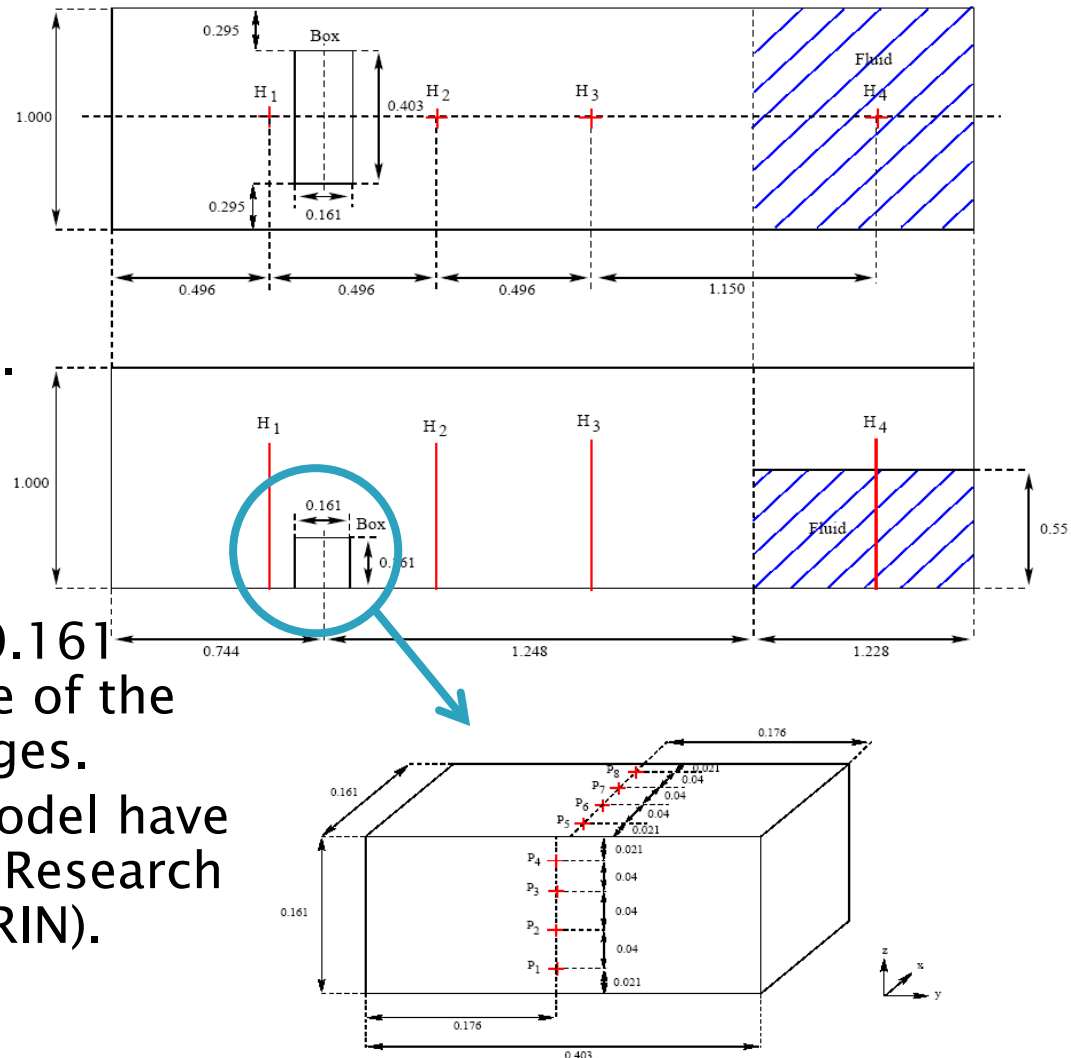 0.295
Box
Fluid
H1
H2
H3
H4
0.403
1.000
0.295
0.161
0.496
0.496
0.496
1.150
.
H1
H2
H3
H4
1.000
0.161
Box
0.161
Fluid
0.55
0.744
1.248
1.228
0.161
e of the
ges.
odel have
Research
RIN).
0.176
0.161
P8
0.021
P7
0.04
P6
0.04
P5
0.04
0.021
P4
0.021
P3
0.04
0.04
P2
0.04
P1
0.021
0.161
0.176
0.403
z
x
y